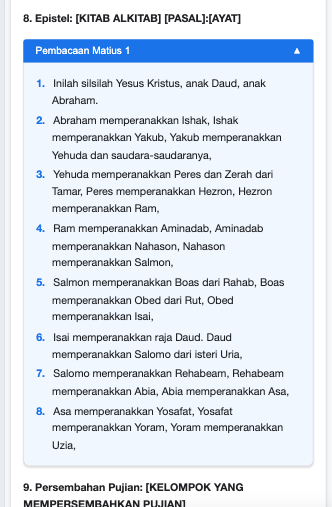 8. Epistel: [KITAB ALKITAB] [PASAL]:[AYAT]
Pembacaan Matius 1 ▲
1. Inilah silsilah Yesus Kristus, anak Daud, anak
Abraham.
2. Abraham memperanakkan Ishak, Ishak
memperanakkan Yakub, Yakub memperanakkan
Yehuda dan saudara-saudaranya,
3. Yehuda memperanakkan Peres dan Zerah dari
Tamar, Peres memperanakkan Hezron, Hezron
memperanakkan Ram,
4. Ram memperanakkan Aminadab, Aminadab
memperanakkan Nahason, Nahason
memperanakkan Salmon,
5. Salmon memperanakkan Boas dari Rahab, Boas
memperanakkan Obed dari Rut, Obed
memperanakkan Isai,
6. Isai memperanakkan raja Daud. Daud
memperanakkan Salomo dari isteri Uria,
7. Salomo memperanakkan Rehabeam, Rehabeam
memperanakkan Abia, Abia memperanakkan Asa,
8. Asa memperanakkan Yosafat, Yosafat
memperanakkan Yoram, Yoram memperanakkan
Uzia,
9. Persembahan Pujian: [KELOMPOK YANG
MEMPERSEMBAHKAN PUJIAN]